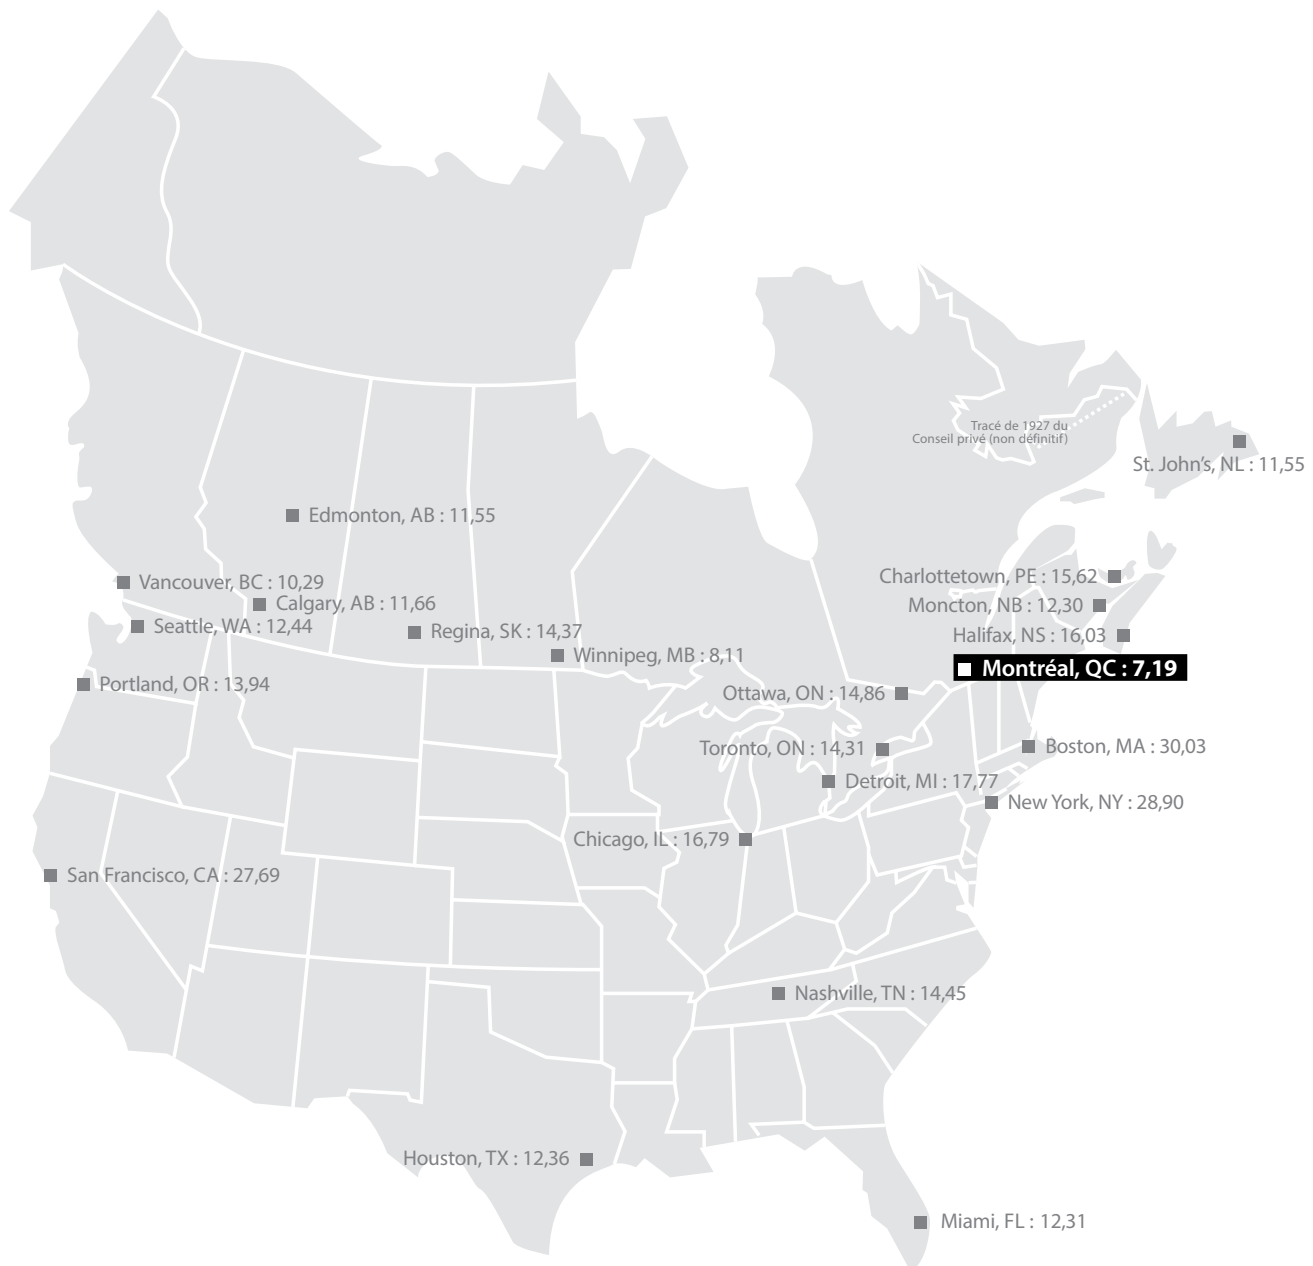 Tracé de 1927 du
Conseil privé (non définitif)
St. John's, NL : 11,55
Edmonton, AB : 11,55
Charlottetown, PE : 15,62
Vancouver, BC : 10,29
Calgary, AB : 11,66
Moncton, NB : 12,30
Seattle, WA : 12,44
Regina, SK : 14,37
Halifax, NS : 16,03
Winnipeg, MB : 8,11
Montréal, QC : 7,19
Portland, OR : 13,94
Ottawa, ON : 14,86
Toronto, ON : 14,31
Boston, MA : 30,03
Detroit, MI : 17,77
New York, NY : 28,90
Chicago, IL : 16,79
San Francisco, CA : 27,69
Nashville, TN : 14,45
Houston, TX : 12,36
Miami, FL : 12,31